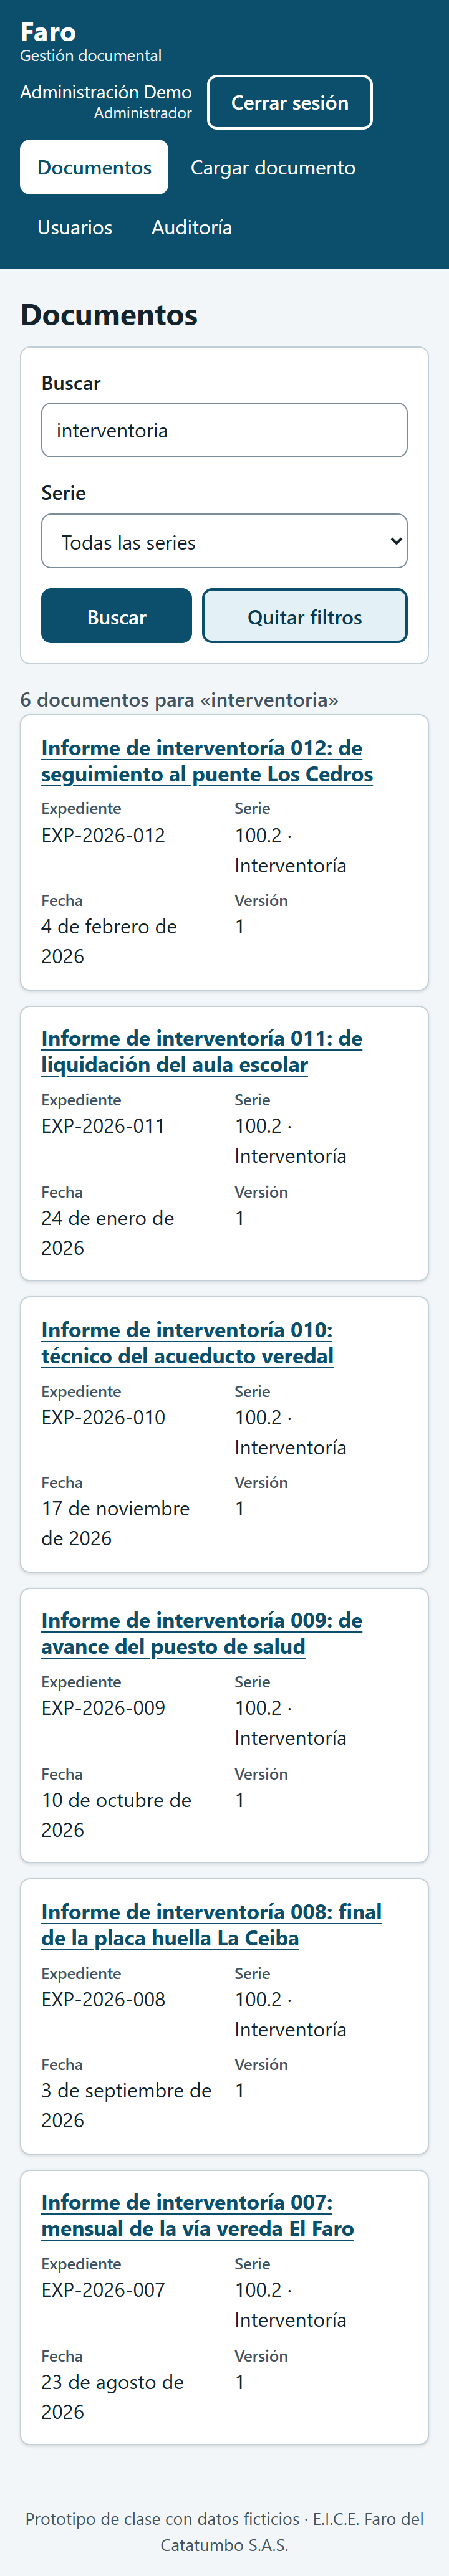 Faro
Gestión documental
Administración Demo
Administrador
Cerrar sesión
Documentos
Cargar documento
Usuarios
Auditoría
Documentos
Buscar
interventoria
Serie
Todas las series
Buscar
Quitar filtros
6 documentos para «interventoria»
Informe de interventoría 012: de
seguimiento al puente Los Cedros
Expediente
EXP-2026-012
Serie
100.2 ·
Interventoría
Fecha
4 de febrero de
2026
Versión
1
Informe de interventoría 011: de
liquidación del aula escolar
Expediente
EXP-2026-011
Serie
100.2 ·
Interventoría
Fecha
24 de enero de
2026
Versión
1
Informe de interventoría 010:
técnico del acueducto veredal
Expediente
EXP-2026-010
Serie
100.2 ·
Interventoría
Fecha
17 de noviembre
de 2026
Versión
1
Informe de interventoría 009: de
avance del puesto de salud
Expediente
EXP-2026-009
Serie
100.2 ·
Interventoría
Fecha
10 de octubre de
2026
Versión
1
Informe de interventoría 008: final
de la placa huella La Ceiba
Expediente
EXP-2026-008
Serie
100.2 ·
Interventoría
Fecha
3 de septiembre de
2026
Versión
1
Informe de interventoría 007:
mensual de la vía vereda El Faro
Expediente
EXP-2026-007
Serie
100.2 ·
Interventoría
Fecha
23 de agosto de
2026
Versión
1
Prototipo de clase con datos ficticios · E.I.C.E. Faro del
Catatumbo S.A.S.